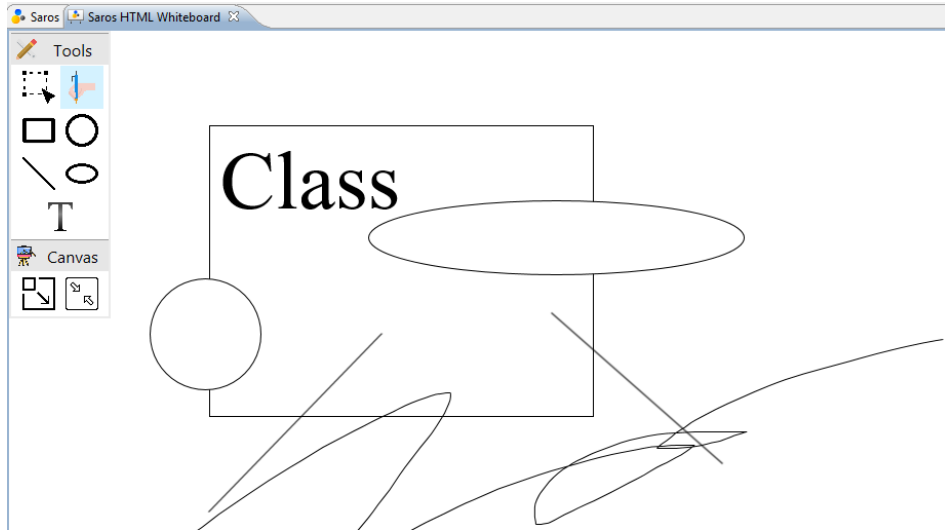 Saros
Saros HTML Whiteboard
Tools
T
Canvas
Class